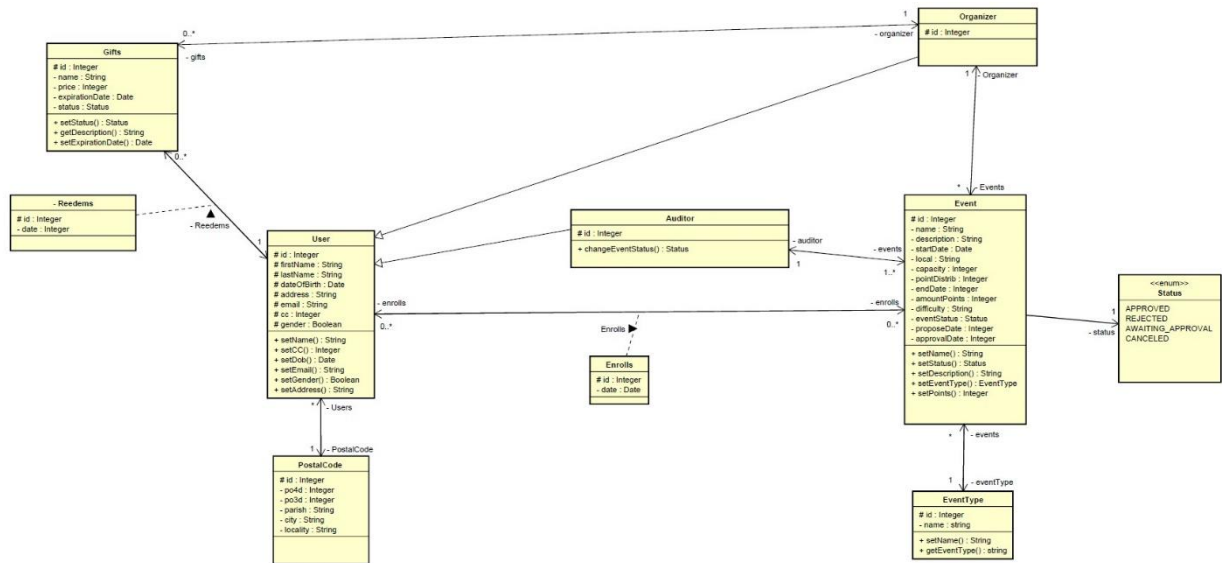 Organizer
# id : Integer
1
- organizer
0..*
- gifts
Gifts
# id : Integer
- name : String
- price : Integer
- expirationDate : Date
- status : Status
+ setStatus() : Status
+ getDescription() : String
+ setExpirationDate() : Date
0..*
1
- Organizer
- Reedems
# id : Integer
- date : Integer
- Reedems
1
* - Events
User
# id : Integer
# firstName : String
# lastName : String
# dateOfBirth : Date
# address : String
# email : String
# cc : Integer
# gender : Boolean
+ setName() : String
+ setCC() : Integer
+ setDob() : Date
+ setEmail() : String
+ setGender() : Boolean
+ setAddress() : String
Auditor
# id : Integer
+ changeEventStatus() : Status
- auditor
1
- events
1..*
Event
# id : Integer
- name : String
- description : String
- startDate : Date
- local : String
- capacity : Integer
- pointDistrib : Integer
- endDate : Integer
- amountPoints : Integer
- difficulty : String
- eventStatus : Status
- proposeDate : Integer
- approvalDate : Integer
+ setName() : String
+ setStatus() : Status
+ setDescription() : String
+ setEventType() : EventType
+ setPoints() : Integer
<<enum>>
Status
APPROVED
REJECTED
AWAITING_APPROVAL
CANCELED
1
- status
- enrolls
0..*
Enrolls
- enrolls
0..*
Enrolls
# id : Integer
- date : Date
* - Users
1 - PostalCode
PostalCode
# id : Integer
- po4d : Integer
- po3d : Integer
- parish : String
- city : String
- locality : String
* - events
1 - eventType
EventType
# id : Integer
- name : string
+ setName() : String
+ getEventType() : string